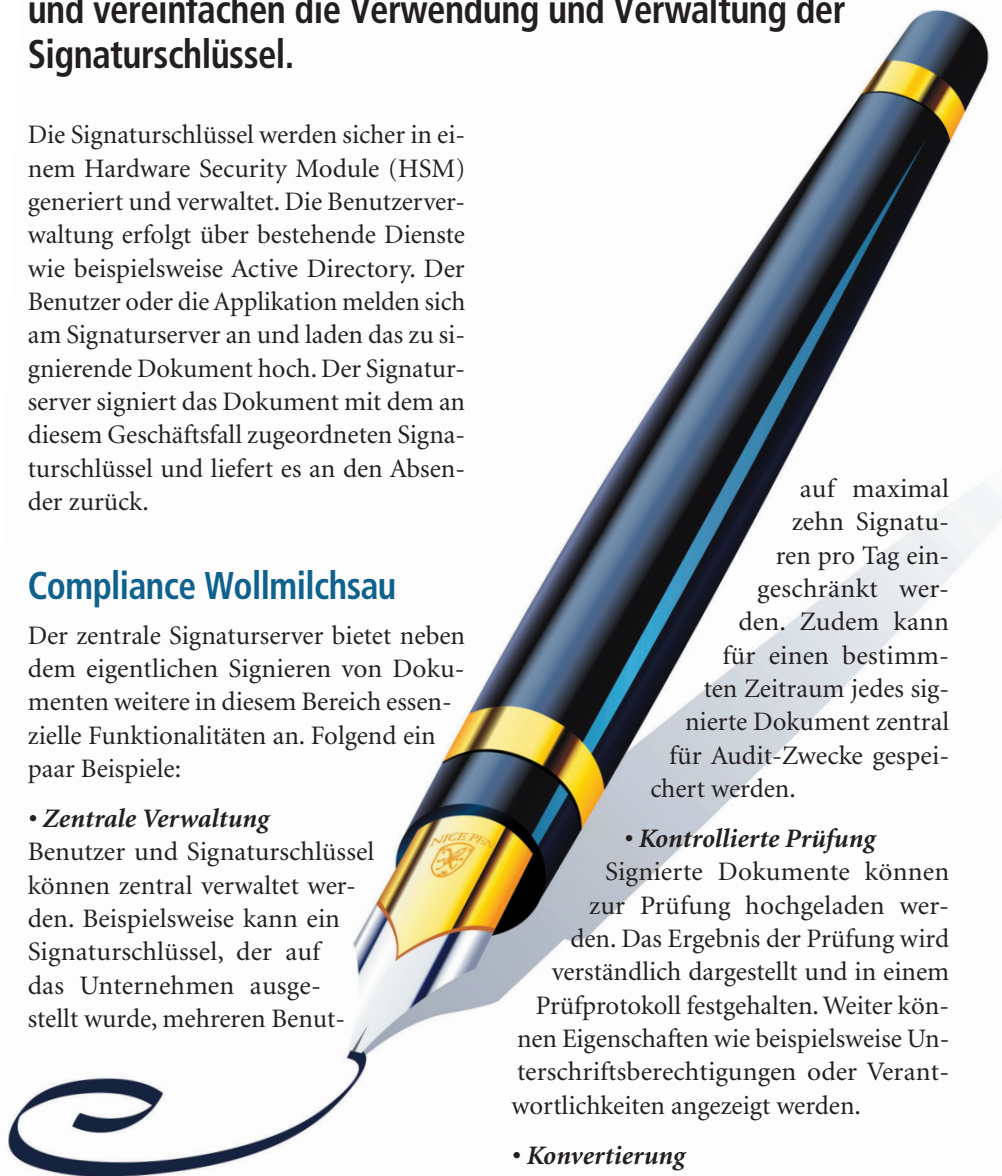 und vereinfachen die Verwendung und Verwaltung der
Signaturschlüssel.
Die Signaturschlüssel werden sicher in ei-
nem Hardware Security Module (HSM)
generiert und verwaltet. Die Benutzerver-
waltung erfolgt über bestehende Dienste
wie beispielsweise Active Directory. Der
Benutzer oder die Applikation melden sich
am Signaturserver an und laden das zu si-
gnierende Dokument hoch. Der Signatur-
server signiert das Dokument mit dem an
diesem Geschäftsfall zugeordneten Signa-
turschlüssel und liefert es an den Absen-
der zurück.
Compliance Wollmilchsau
Der zentrale Signaturserver bietet neben
dem eigentlichen Signieren von Doku-
menten weitere in diesem Bereich essen-
zielle Funktionalitäten an. Folgend ein
paar Beispiele:
• Zentrale Verwaltung
Benutzer und Signaturschlüssel
können zentral verwaltet wer-
den. Beispielsweise kann ein
Signaturschlüssel, der auf
das Unternehmen ausge-
stellt wurde, mehreren Benut-
NICE PEN
auf maximal
zehn Signatu-
ren pro Tag ein-
geschränkt wer-
den. Zudem kann
für einen bestimm-
ten Zeitraum jedes sig-
nierte Dokument zentral
für Audit-Zwecke gespei-
chert werden.
• Kontrollierte Prüfung
Signierte Dokumente können
zur Prüfung hochgeladen wer-
den. Das Ergebnis der Prüfung wird
verständlich dargestellt und in einem
Prüfprotokoll festgehalten. Weiter kön-
nen Eigenschaften wie beispielsweise Un-
terschriftsberechtigungen oder Verant-
wortlichkeiten angezeigt werden.
• Konvertierung